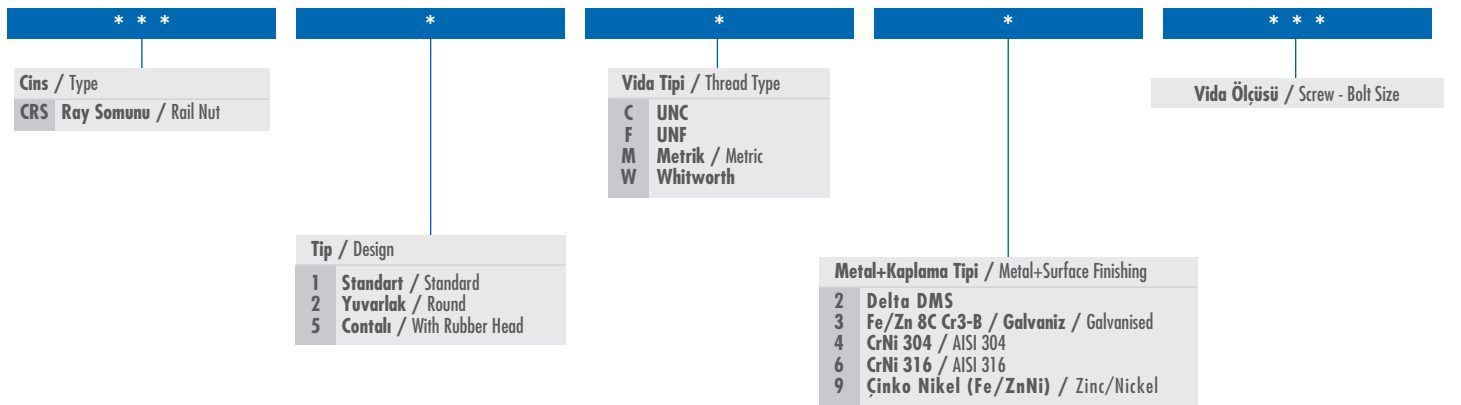 * * *
*
*
*
* * *
Cins / Type
CRS Ray Somunu / Rail Nut
Tip / Design
1 Standart / Standard
2 Yuvarlak / Round
5 Contalı / With Rubber Head
Vida Tipi / Thread Type
C UNC
F UNF
M Metrik / Metric
W Whitworth
Metal+Kaplama Tipi / Metal+Surface Finishing
2 Delta DMS
3 Fe/Zn 8C Cr3-B / Galvaniz / Galvanised
4 CrNi 304 / AISI 304
6 CrNi 316 / AISI 316
9 Çinko Nikel (Fe/ZnNi) / Zinc/Nickel
Vida Ölçüsü / Screw - Bolt Size